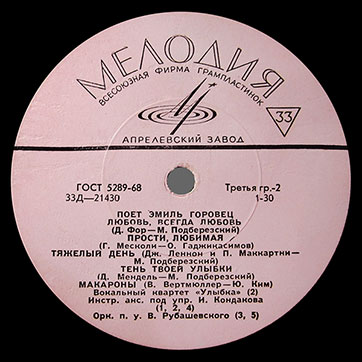 МЕЛОДИЯ
ВСЕСОЮЗНАЯ ФИРМА ГРАМПЛАСТИНОК
33
АПРЕЛЕВСКИЙ ЗАВОД
ГОСТ 5289-68
33Д—21430
Третья гр.-2
1-30
ПОЕТ ЭМИЛЬ ГОРОВЕЦ
ЛЮБОВЬ, ВСЕГДА ЛЮБОВЬ
(Д. Фор—М. Подберезский)
ПРОСТИ, ЛЮБИМАЯ
(Г. Месколи—О. Гаджикасимов)
ТЯЖЕЛЫЙ ДЕНЬ (Дж. Леннон и П. Маккартни—
М. Подберезский)
ТЕНЬ ТВОЕЙ УЛЫБКИ
(Д. Мендель—М. Подберезский)
МАКАРОНЫ (В. Вертмюллер—Ю. Ким)
Вокальный квартет «Улыбка» (2)
Инстр. анс. под упр. И. Кондакова
(1, 2, 4)
Орк. п. у. В. Рубашевского (3, 5)